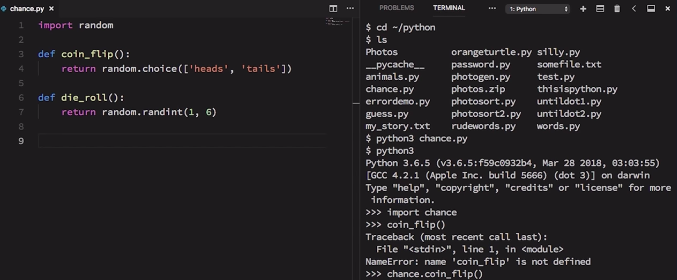 chance.py ×
PROBLEMS TERMINAL ... 1: Python
1 import random
2
3 def coin_flip():
4 return random.choice(['heads', 'tails'])
5
6 def die_roll():
7 return random.randint(1, 6)
8
9
$ cd ~/python
$ ls
Photos orangeturtle.py silly.py
__pycache__ password.py somefile.txt
animals.py photogen.py test.py
chance.py photos.zip thisispython.py
errordemo.py photosort.py untildot1.py
guess.py photosort2.py untildot2.py
my_story.txt rudewords.py words.py
$ python3 chance.py
$ python3
Python 3.6.5 (v3.6.5:f59c0932b4, Mar 28 2018, 03:03:55)
[GCC 4.2.1 (Apple Inc. build 5666) (dot 3)] on darwin
Type "help", "copyright", "credits" or "license" for more
information.
>>> import chance
>>> coin_flip()
Traceback (most recent call last):
File "<stdin>", line 1, in <module>
NameError: name 'coin_flip' is not defined
>>> chance.coin_flip()